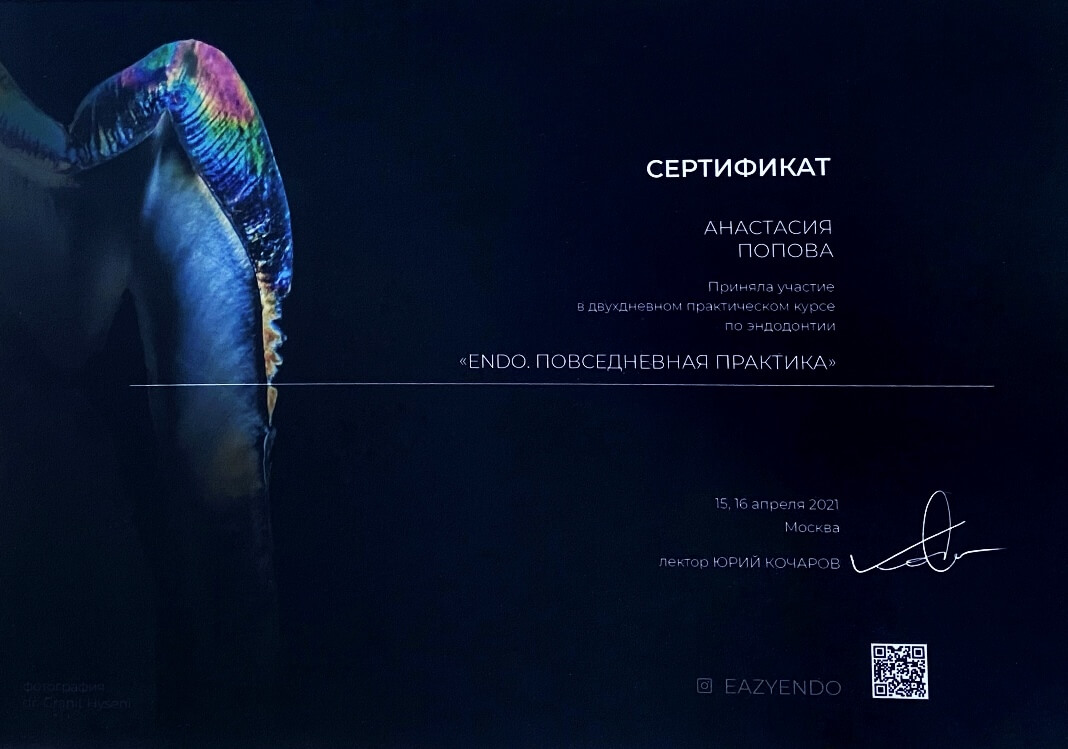 СЕРТИФИКАТ
АНАСТАСИЯ
ПОПОВА
Приняла участие
в двухдневном практическом курсе
по эндодонтии
«ENDO. ПОВСЕДНЕВНАЯ ПРАКТИКА»
15, 16 апреля 2021
Москва
лектор ЮРИЙ КОЧАРОВ
EAZYENDO
фотография